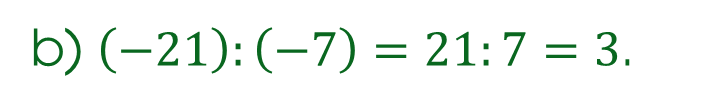 b) (−21): (−7) = 21: 7 = 3.